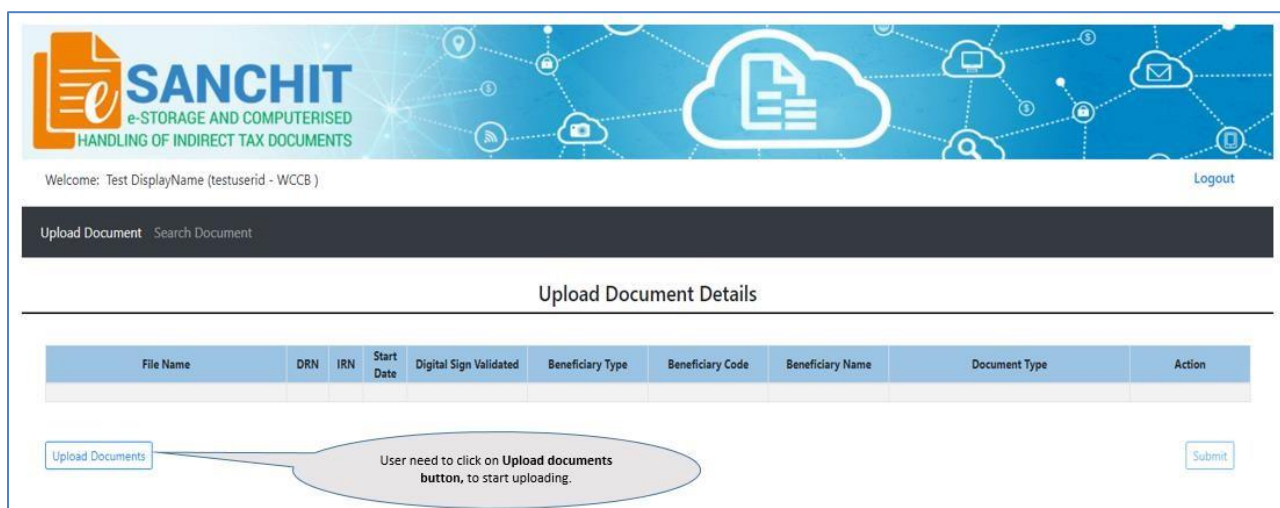 e SANCHIT
e-STORAGE AND COMPUTERISED
HANDLING OF INDIRECT TAX DOCUMENTS
Welcome: Test DisplayName (testuserid - WCCB )
Logout
Upload Document Search Document
Upload Document Details
File Name DRN IRN Start Date Digital Sign Validated Beneficiary Type Beneficiary Code Beneficiary Name Document Type Action
Upload Documents
User need to click on Upload documents
button, to start uploading.
Submit